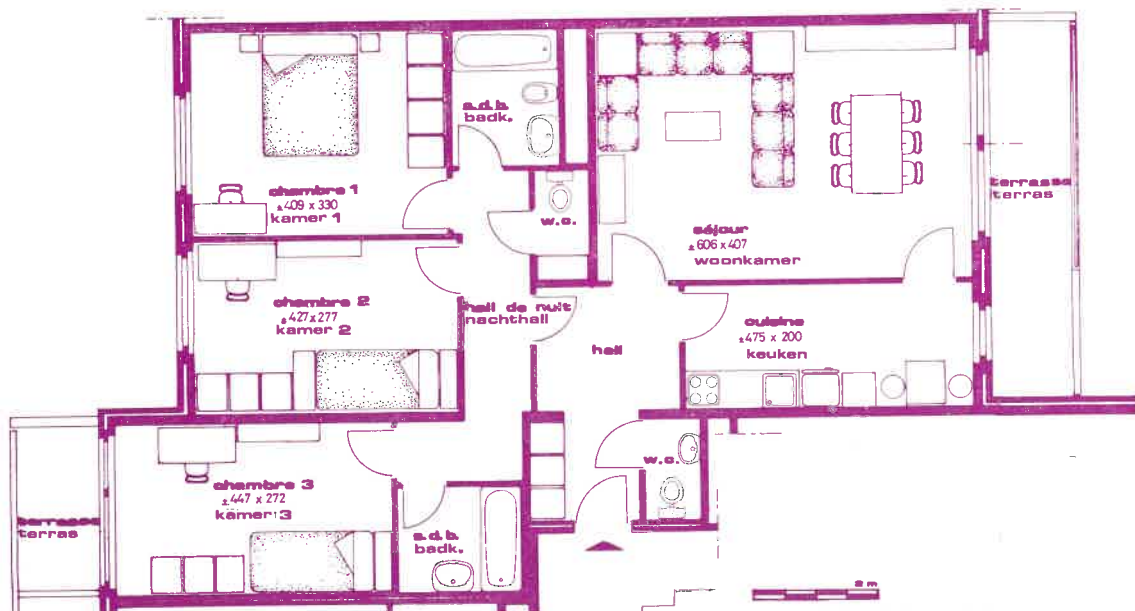 s.d.b.
badk.
chambre 1
±409 x 330
kamer 1
w.c.
séjour
±606 x 407
woonkamer
terrasse
terras
chambre 2
±427 x 277
kamer 2
hall de nuit
nachthall
hall
cuisine
±475 x 200
keuken
chambre 3
±447 x 272
kamer 3
terrasse
terras
s.d.b.
badk.
w.c.
2 m